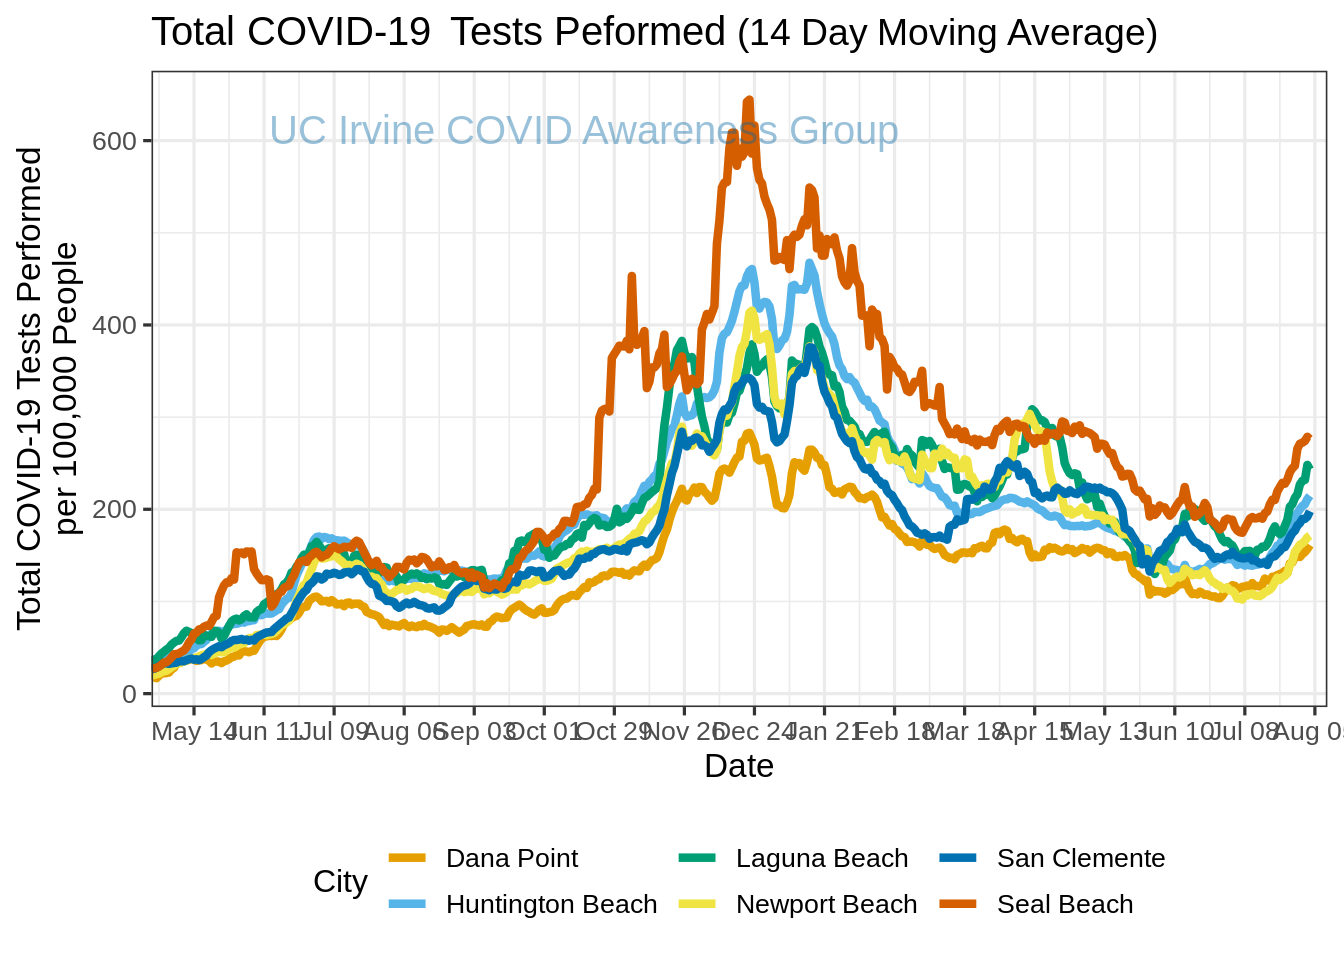 Total COVID-19 Tests Peformed (14 Day Moving Average)
UC Irvine COVID Awareness Group
Total COVID-19 Tests Performed
per 100,000 People
600
400
200
0
May 14 Jun 11 Jul 09 Aug 06 Sep 03 Oct 01 Oct 29 Nov 26 Dec 24 Jan 21 Feb 18 Mar 18 Apr 15 May 13 Jun 10 Jul 08 Aug 05
Date
City
Dana Point Laguna Beach San Clemente
Huntington Beach Newport Beach Seal Beach